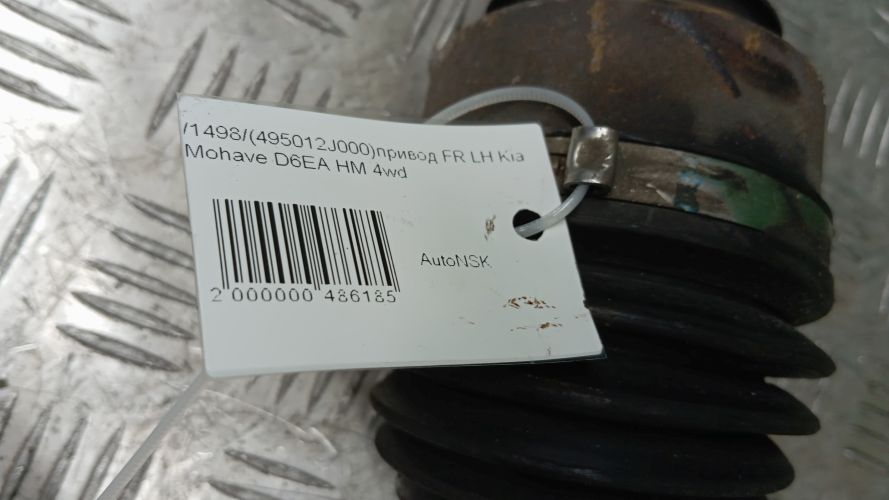 /1498/(495012J000)привод FR LH Kia
Mohave D6EA HM 4wd
AutoNSK
2 000000 486185